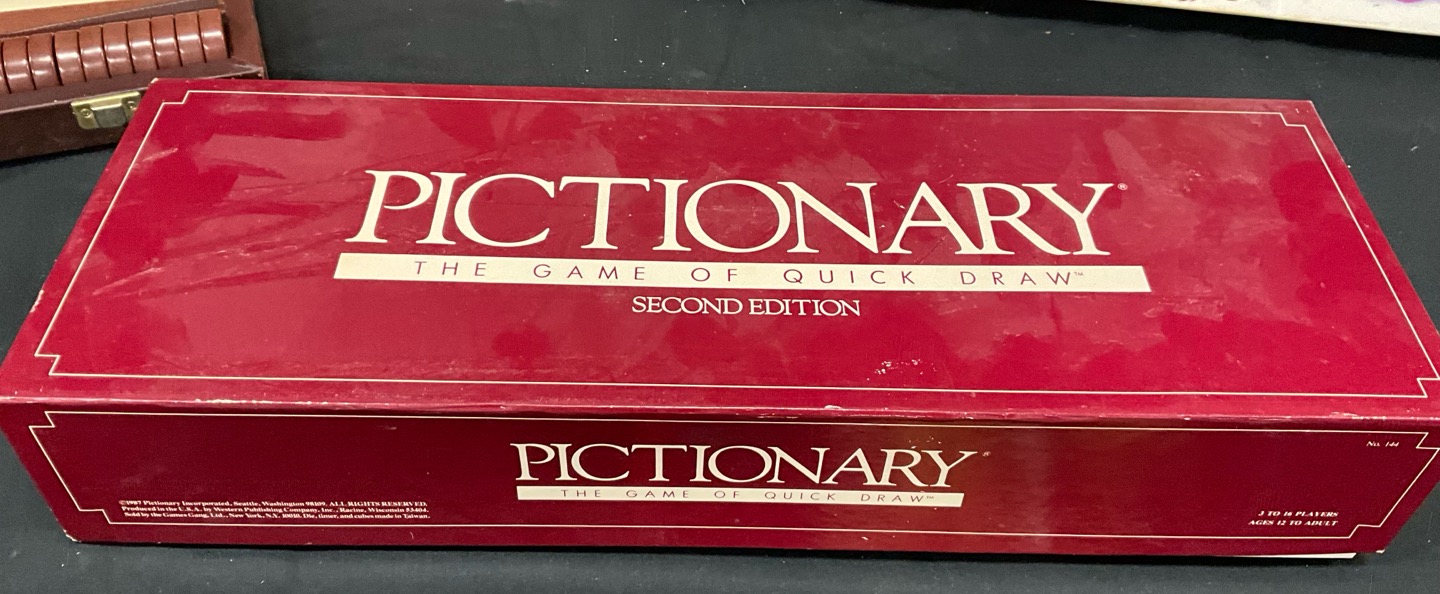 PICTIONARY®
THE GAME OF QUICK DRAW™
SECOND EDITION
No. 144
PICTIONARY®
THE GAME OF QUICK DRAW™
©1987 Pictionary Incorporated, Seattle, Washington 98109. ALL RIGHTS RESERVED.
Produced in the U.S.A. by Western Publishing Company, Inc., Racine, Wisconsin 53404.
Sold by the Games Gang, Ltd., New York, N.Y. 10010. Die, timer, and cubes made in Taiwan.
3 TO 16 PLAYERS
AGES 12 TO ADULT